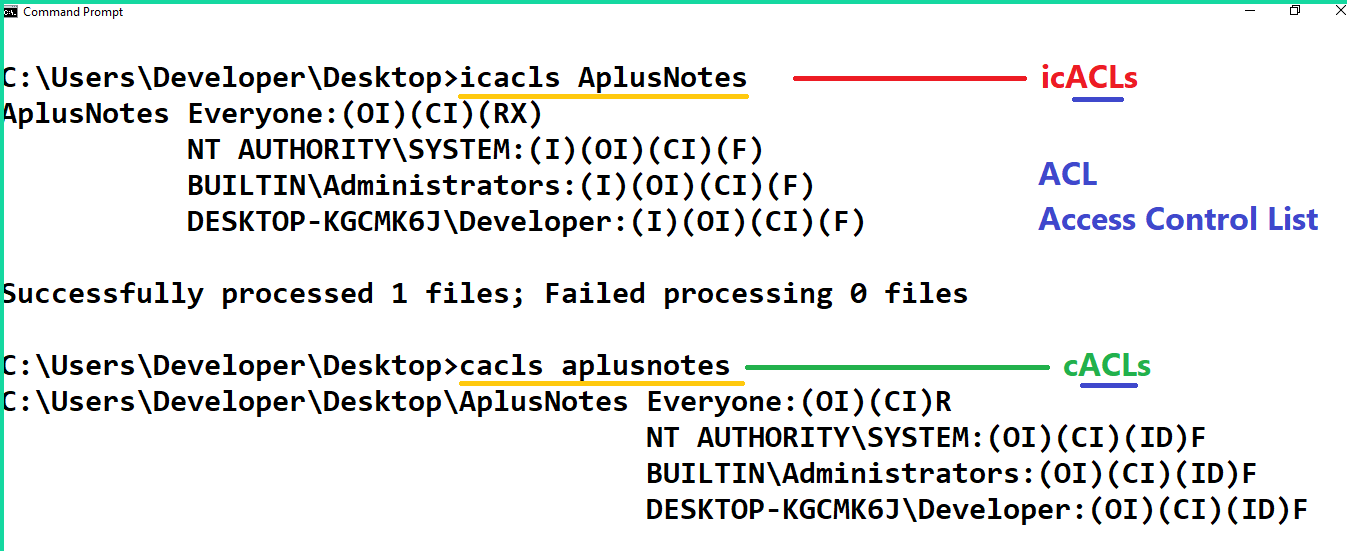 Command Prompt
C:\Users\Developer\Desktop>icacls AplusNotes icACLs
AplusNotes Everyone:(OI)(CI)(RX)
NT AUTHORITY\SYSTEM:(I)(OI)(CI)(F)
ACL
BUILTIN\Administrators:(I)(OI)(CI)(F)
DESKTOP-KGCMK6J\Developer:(I)(OI)(CI)(F) Access Control List
Successfully processed 1 files; Failed processing 0 files
C:\Users\Developer\Desktop>cacls aplusnotes cACLs
C:\Users\Developer\Desktop\AplusNotes Everyone:(OI)(CI)R
NT AUTHORITY\SYSTEM:(OI)(CI)(ID)F
BUILTIN\Administrators:(OI)(CI)(ID)F
DESKTOP-KGCMK6J\Developer:(OI)(CI)(ID)F